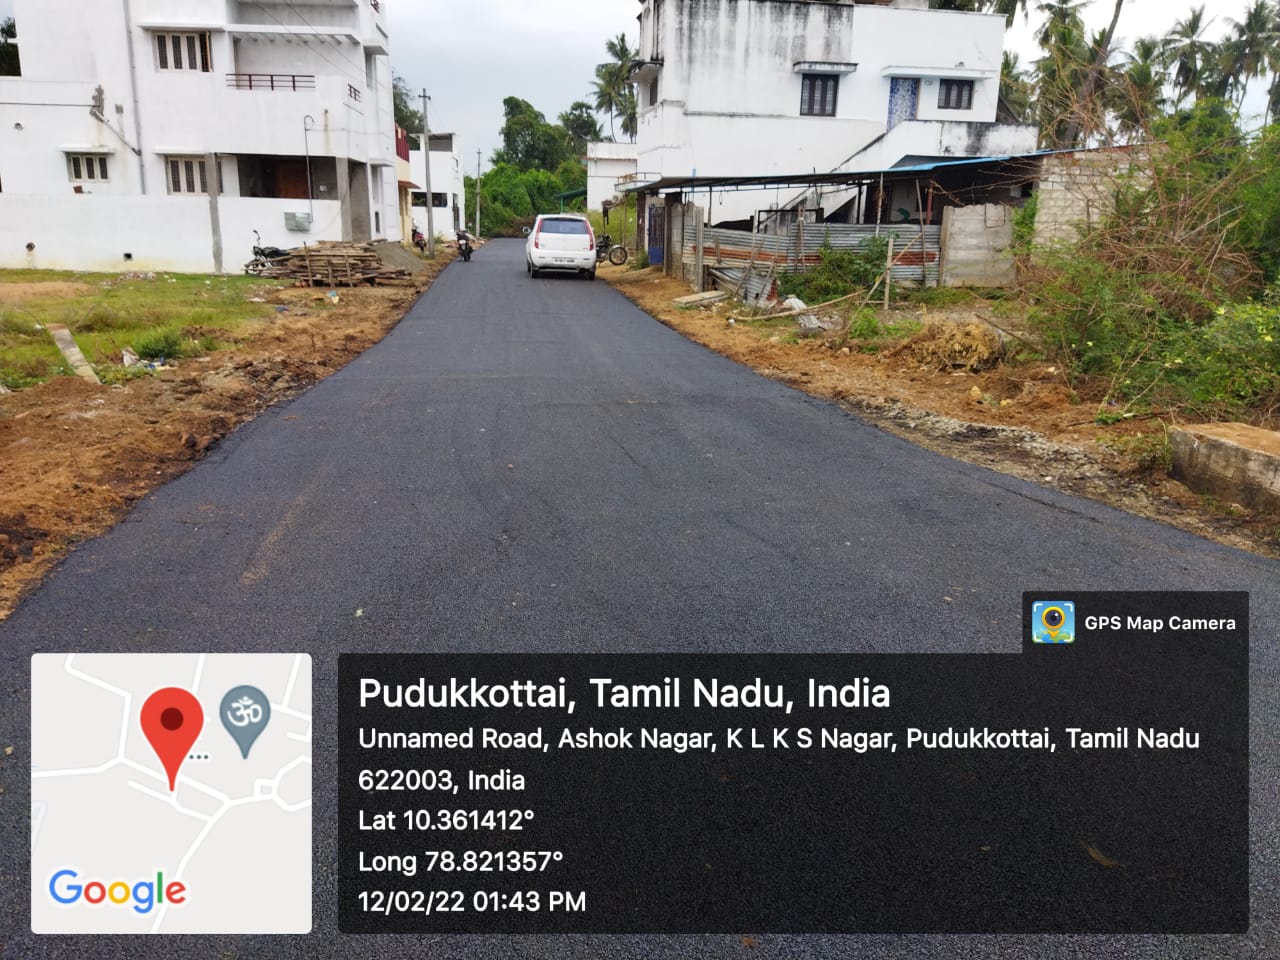 GPS Map Camera
Pudukkottai, Tamil Nadu, India
Unnamed Road, Ashok Nagar, K L K S Nagar, Pudukkottai, Tamil Nadu
622003, India
Lat 10.361412°
Long 78.821357°
12/02/22 01:43 PM
ॐ
...
Google